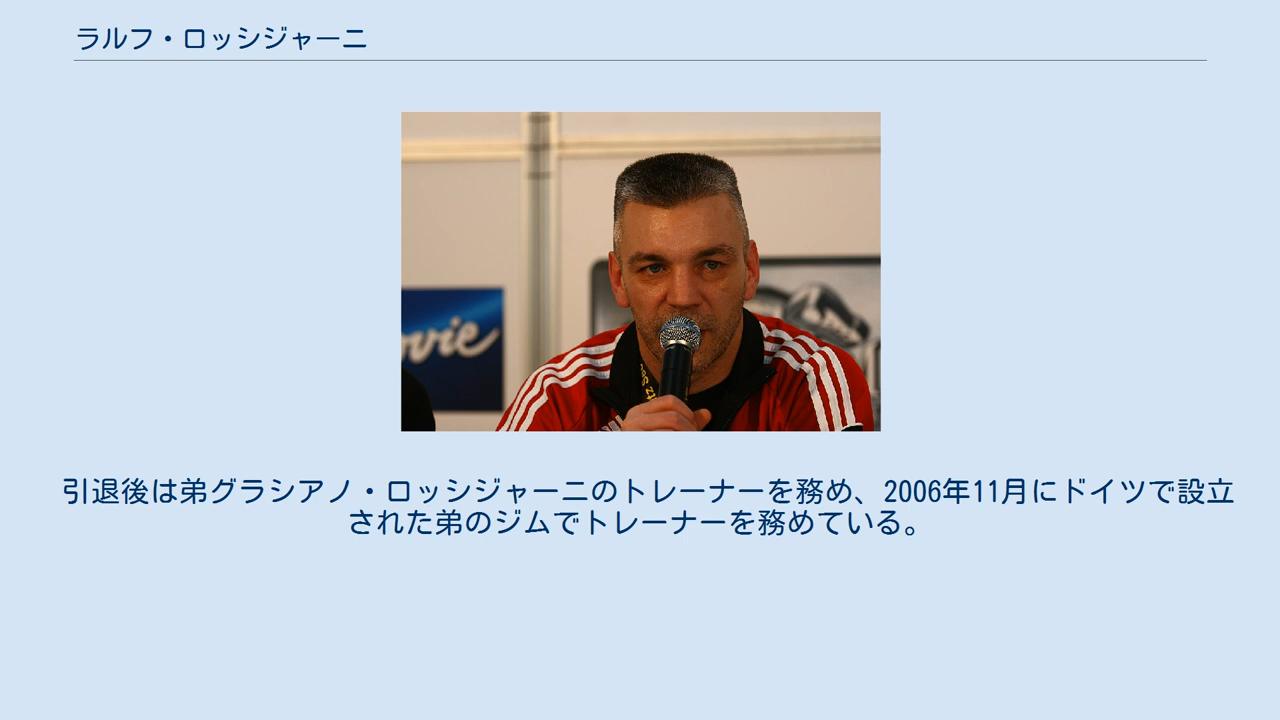 ラルフ・ロッシジャーニ
ovie
引退後は弟グラシアノ・ロッシジャーニのトレーナーを務め、2006年11月にドイツで設立
された弟のジムでトレーナーを務めている。